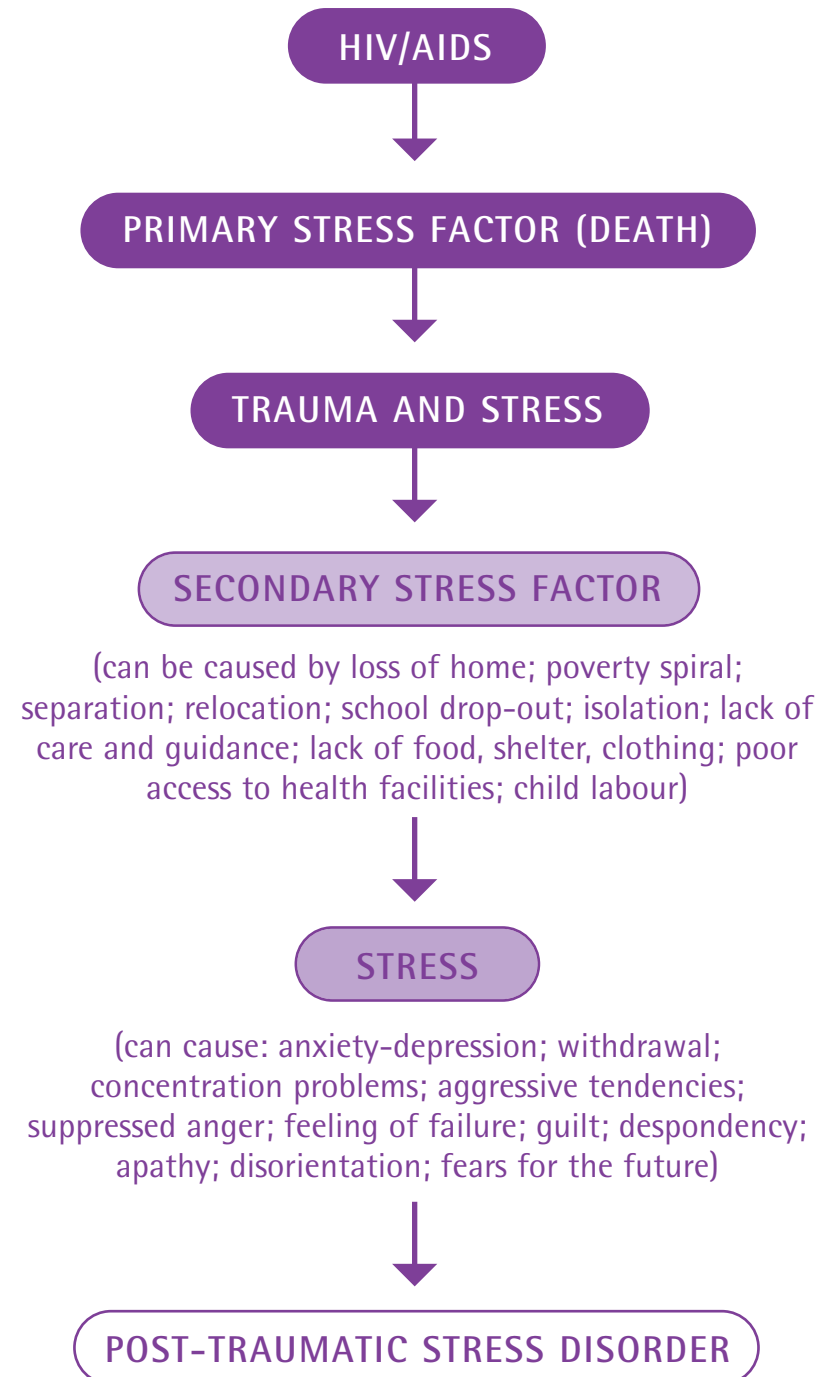 HIV/AIDS
PRIMARY STRESS FACTOR (DEATH)
TRAUMA AND STRESS
SECONDARY STRESS FACTOR
(can be caused by loss of home; poverty spiral;
separation; relocation; school drop-out; isolation; lack of
care and guidance; lack of food, shelter, clothing; poor
access to health facilities; child labour)
STRESS
(can cause: anxiety-depression; withdrawal;
concentration problems; aggressive tendencies;
suppressed anger; feeling of failure; guilt; despondency;
apathy; disorientation; fears for the future)
POST-TRAUMATIC STRESS DISORDER